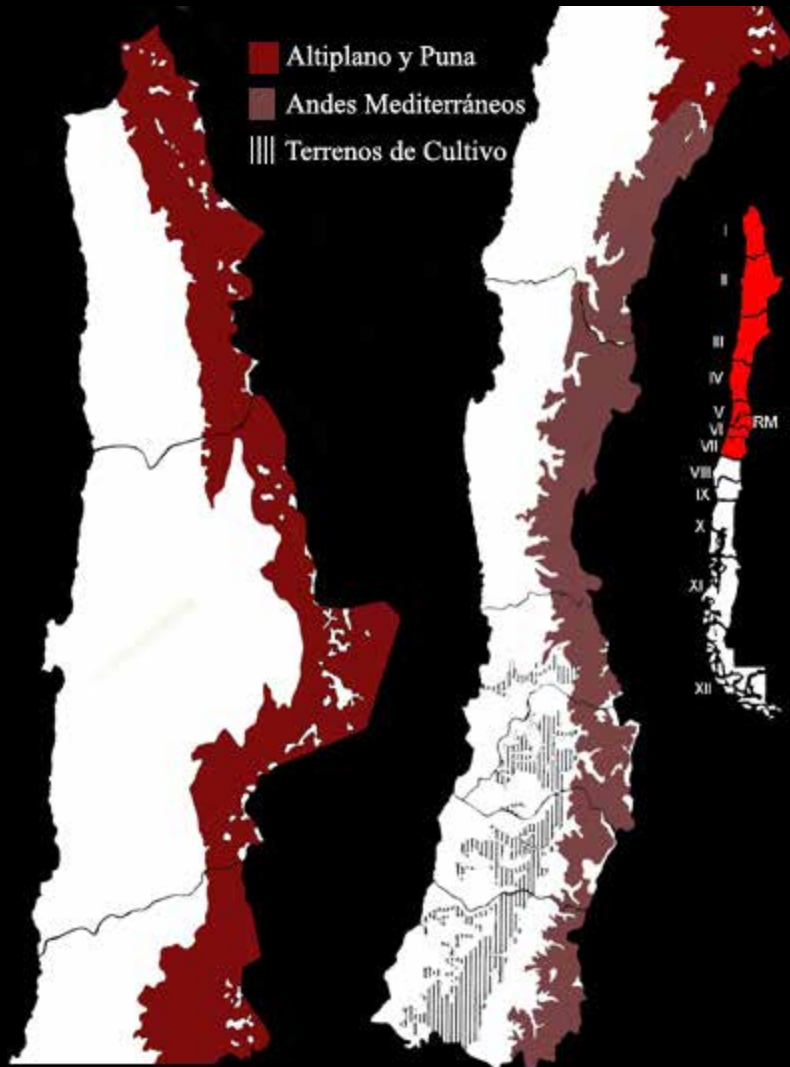 Altiplano y Puna
Andes Mediterráneos
Terrenos de Cultivo
I
II
III
IV
V
RM
VI
VII
VIII
IX
X
XI
XII